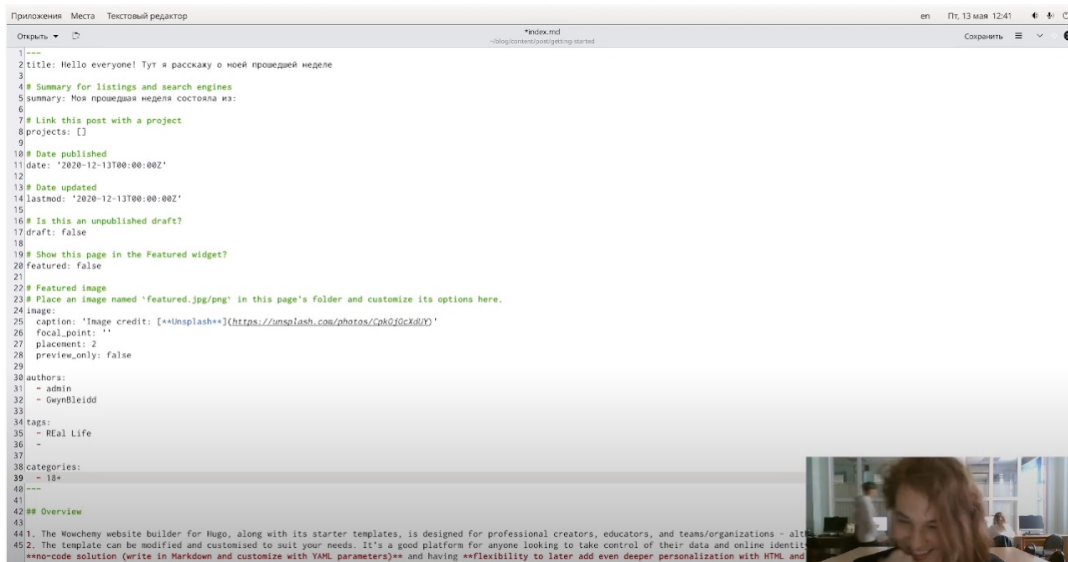 Приложения Места Текстовый редактор en Пт, 13 мая 12:41
Открыть *index.md Сохранить
~/blog/content/post/getting-started
1 ---
2 title: Hello everyone! Тут я расскажу о моей прошедшей неделе
3
4 # Summary for listings and search engines
5 summary: Моя прошедшая неделя состояла из:
6
7 # Link this post with a project
8 projects: []
9
10 # Date published
11 date: '2020-12-13T00:00:00Z'
12
13 # Date updated
14 lastmod: '2020-12-13T00:00:00Z'
15
16 # Is this an unpublished draft?
17 draft: false
18
19 # Show this page in the Featured widget?
20 featured: false
21
22 # Featured image
23 # Place an image named `featured.jpg/png` in this page's folder and customize its options here.
24 image:
25 caption: 'Image credit: [**Unsplash**](https://unsplash.com/photos/CpkOjOcXdUY)'
26 focal_point: ''
27 placement: 2
28 preview_only: false
29
30 authors:
31 - admin
32 - GwynBleidd
33
34 tags:
35 - REal Life
36 -
37
38 categories:
39 - 18+
40 ---
41
42 ## Overview
43
44 1. The Wowchemy website builder for Hugo, along with its starter templates, is designed for professional creators, educators, and teams/organizations -
45 2. The template can be modified and customised to suit your needs. It's a good platform for anyone looking to take control of their data and online
**no-code solution (write in Markdown and customize with YAML parameters)** and having **flexibility to later add even deeper personalization with HTML and